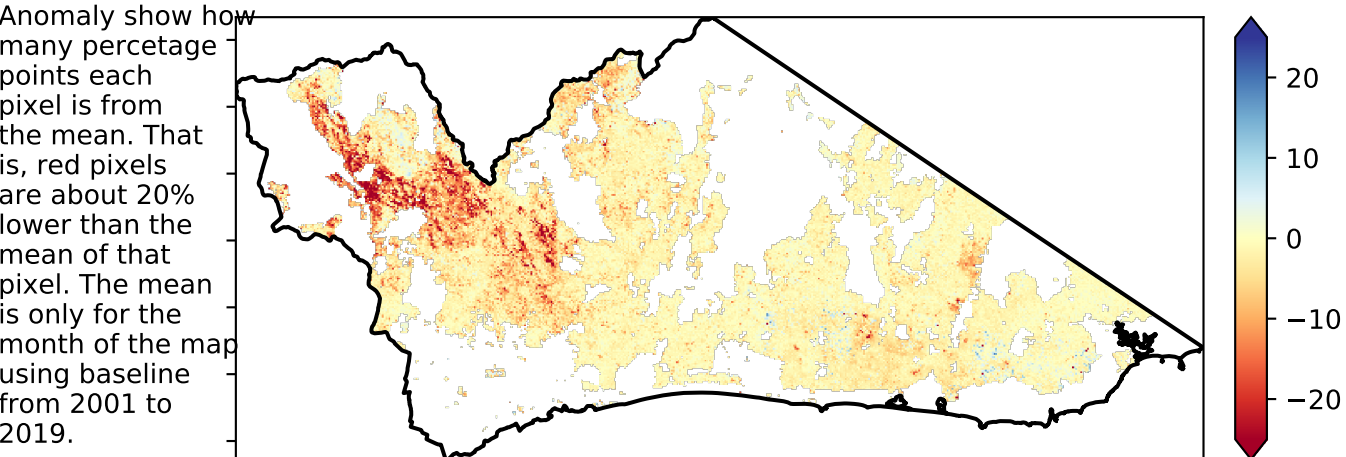 Anomaly show how
many percetage
points each
pixel is from
the mean. That
is, red pixels
are about 20%
lower than the
mean of that
pixel. The mean
is only for the
month of the map
using baseline
from 2001 to
2019.
20
10
0
−10
−20